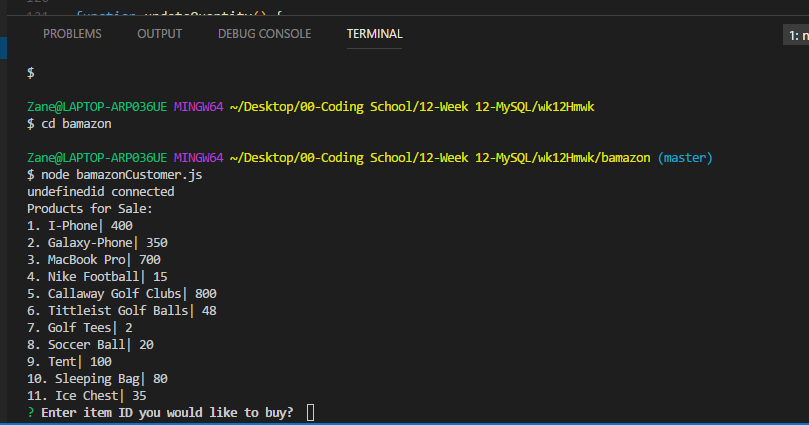 131 function updateQuantity() {
PROBLEMS OUTPUT DEBUG CONSOLE TERMINAL 1: n
$
Zane@LAPTOP-ARP036UE MINGW64 ~/Desktop/00-Coding School/12-Week 12-MySQL/wk12Hmwk
$ cd bamazon
Zane@LAPTOP-ARP036UE MINGW64 ~/Desktop/00-Coding School/12-Week 12-MySQL/wk12Hmwk/bamazon (master)
$ node bamazonCustomer.js
undefinedid connected
Products for Sale:
1. I-Phone| 400
2. Galaxy-Phone| 350
3. MacBook Pro| 700
4. Nike Football| 15
5. Callaway Golf Clubs| 800
6. Tittleist Golf Balls| 48
7. Golf Tees| 2
8. Soccer Ball| 20
9. Tent| 100
10. Sleeping Bag| 80
11. Ice Chest| 35
? Enter item ID you would like to buy?